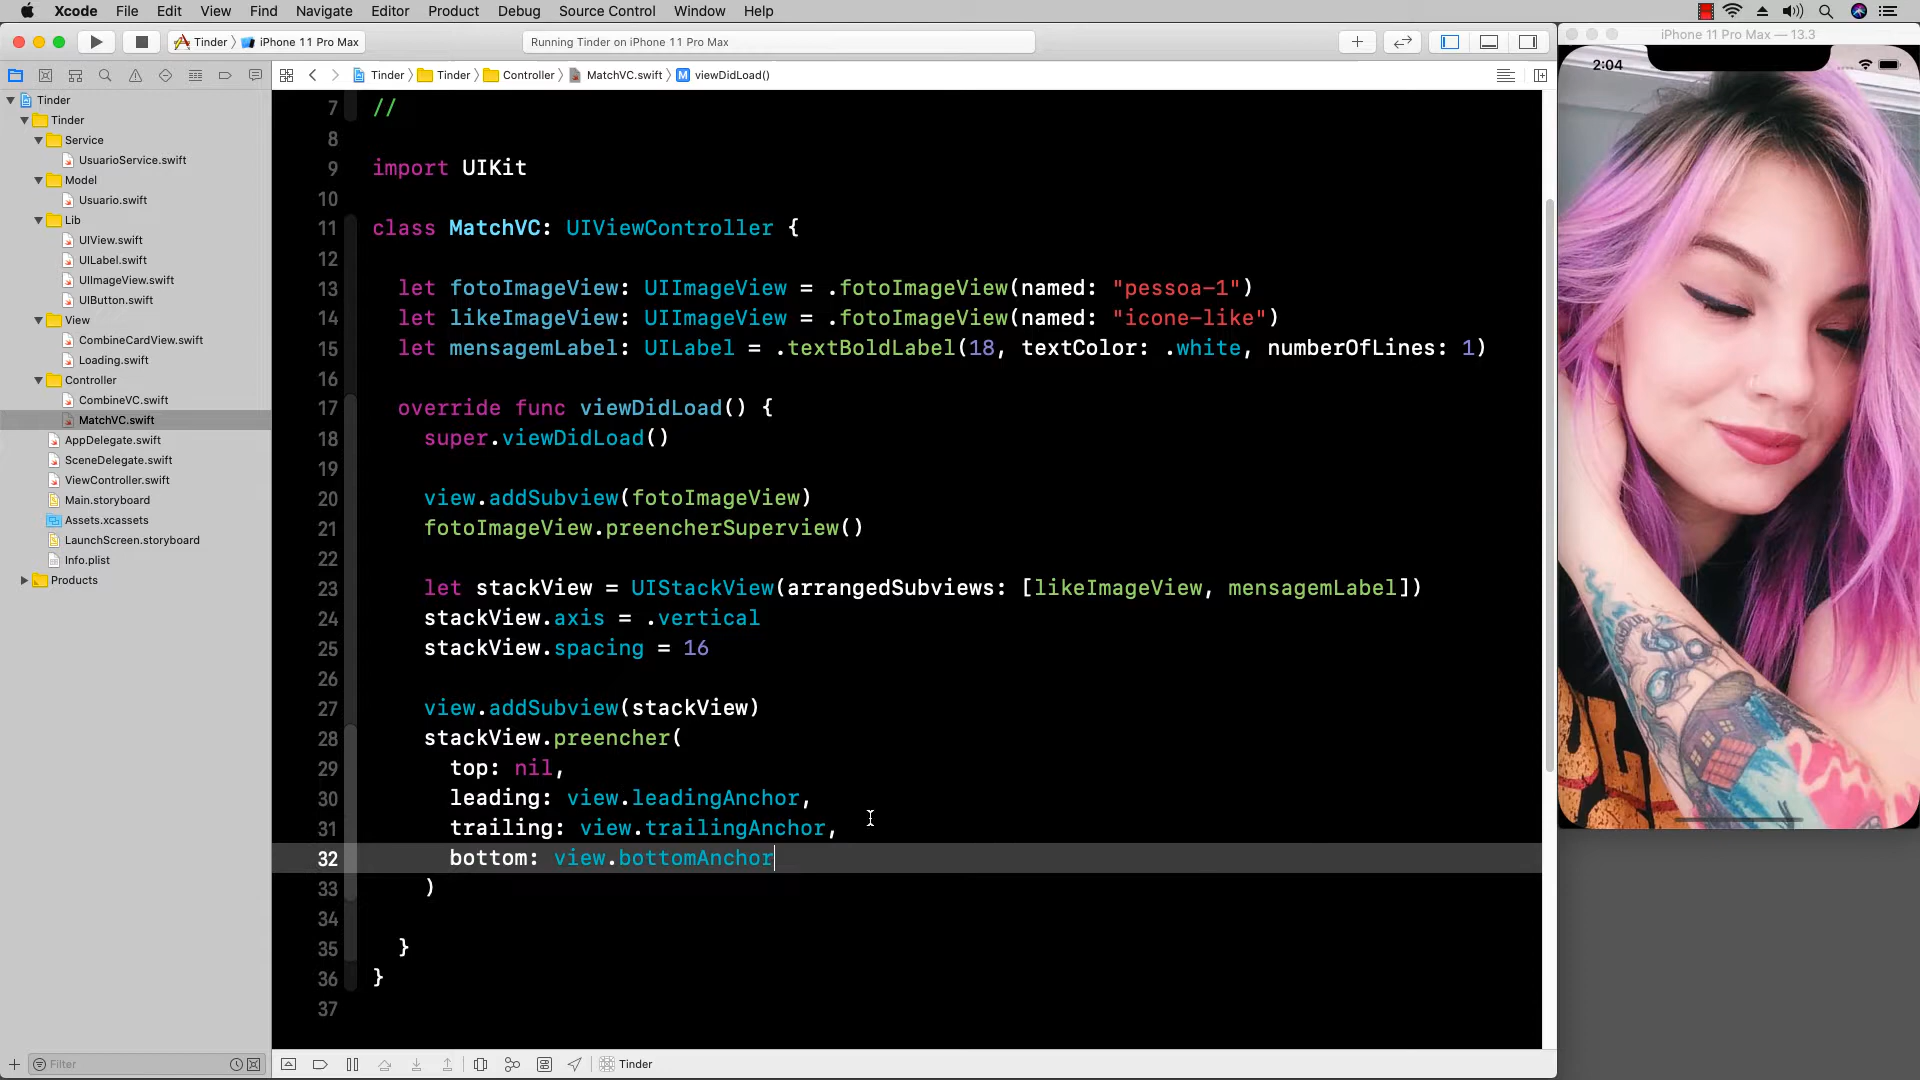 Xcode File Edit View Find Navigate Editor Product Debug Source Control Window Help
Tinder iPhone 11 Pro Max
Running Tinder on iPhone 11 Pro Max
iPhone 11 Pro Max — 13.3
2:04
Tinder Tinder Controller MatchVC.swift M viewDidLoad()
Tinder
Tinder
Service
UsuarioService.swift
Model
Usuario.swift
Lib
UIView.swift
UILabel.swift
UIImageView.swift
UIButton.swift
View
CombineCardView.swift
Loading.swift
Controller
CombineVC.swift
MatchVC.swift
AppDelegate.swift
SceneDelegate.swift
ViewController.swift
Main.storyboard
Assets.xcassets
LaunchScreen.storyboard
Info.plist
Products
7 //
8
9 import UIKit
10
11 class MatchVC: UIViewController {
12
13 let fotoImageView: UIImageView = .fotoImageView(named: "pessoa-1")
14 let likeImageView: UIImageView = .fotoImageView(named: "icone-like")
15 let mensagemLabel: UILabel = .textBoldLabel(18, textColor: .white, numberOfLines: 1)
16
17 override func viewDidLoad() {
18 super.viewDidLoad()
19
20 view.addSubview(fotoImageView)
21 fotoImageView.preencherSuperview()
22
23 let stackView = UIStackView(arrangedSubviews: [likeImageView, mensagemLabel])
24 stackView.axis = .vertical
25 stackView.spacing = 16
26
27 view.addSubview(stackView)
28 stackView.preencher(
29 top: nil,
30 leading: view.leadingAnchor,
31 trailing: view.trailingAnchor,
32 bottom: view.bottomAnchor
33 )
34
35 }
36 }
37
Filter
Tinder